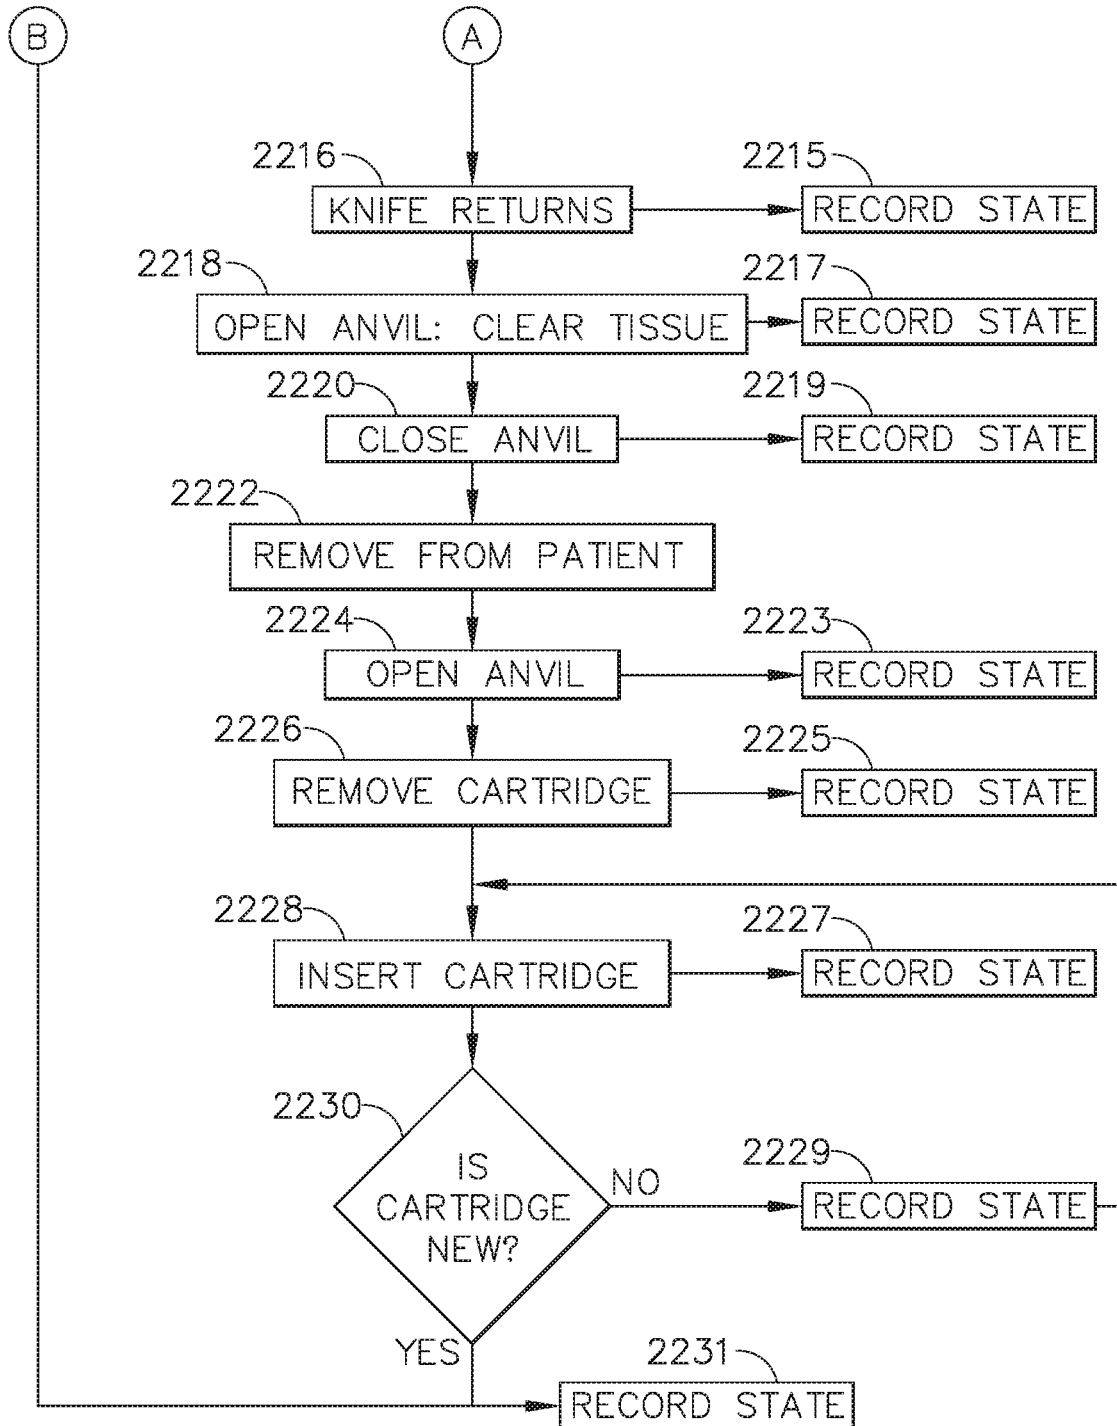 B
A
2216
2215
KNIFE RETURNS
RECORD STATE
2218
2217
OPEN ANVIL: CLEAR TISSUE
RECORD STATE
2220
2219
CLOSE ANVIL
RECORD STATE
2222
REMOVE FROM PATIENT
2224
2223
OPEN ANVIL
RECORD STATE
2226
2225
REMOVE CARTRIDGE
RECORD STATE
2228
2227
INSERT CARTRIDGE
RECORD STATE
2230
IS
CARTRIDGE
NEW?
NO
2229
RECORD STATE
YES
2231
RECORD STATE